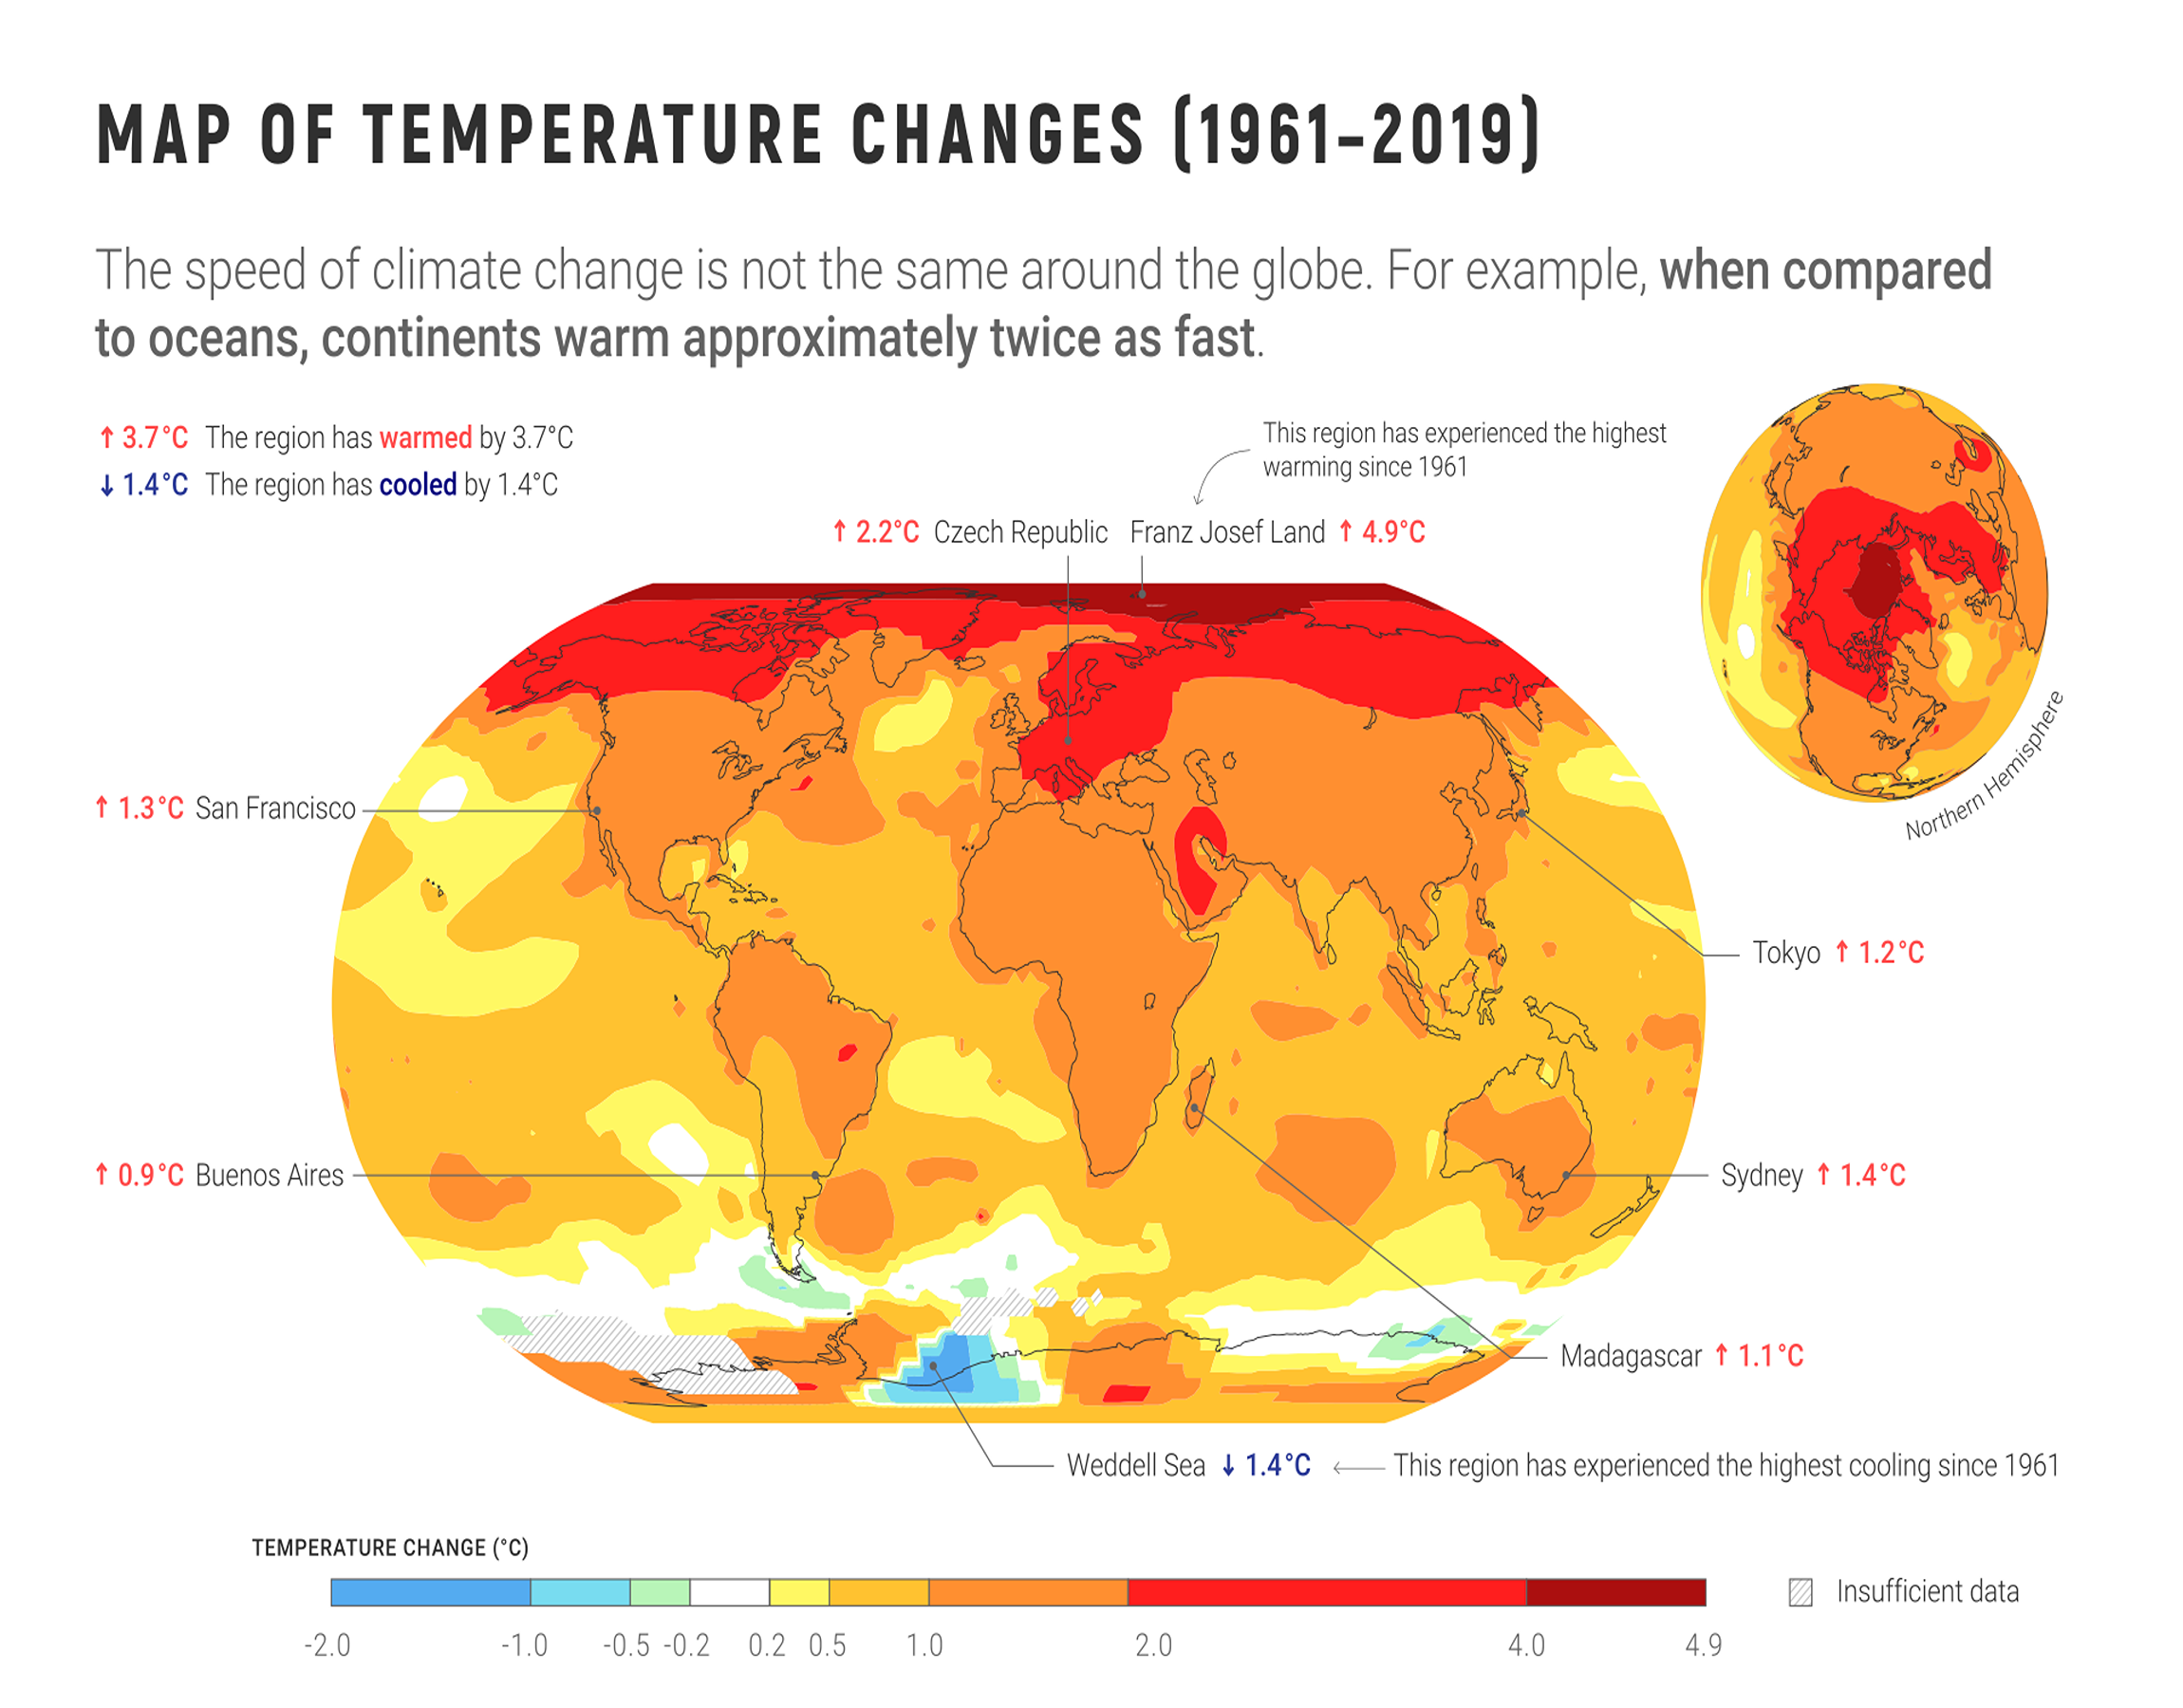 MAP OF TEMPERATURE CHANGES (1961–2019)
The speed of climate change is not the same around the globe. For example, when compared
to oceans, continents warm approximately twice as fast.
↑ 3.7°C The region has warmed by 3.7°C
↓ 1.4°C The region has cooled by 1.4°C
This region has experienced the highest
warming since 1961
↑ 2.2°C Czech Republic
Franz Josef Land ↑ 4.9°C
Northern Hemisphere
↑ 1.3°C San Francisco
Tokyo ↑ 1.2°C
↑ 0.9°C Buenos Aires
Sydney ↑ 1.4°C
Madagascar ↑ 1.1°C
Weddell Sea ↓ 1.4°C
This region has experienced the highest cooling since 1961
TEMPERATURE CHANGE (°C)
Insufficient data
-2.0 -1.0 -0.5 -0.2 0.2 0.5 1.0 2.0 4.0 4.9